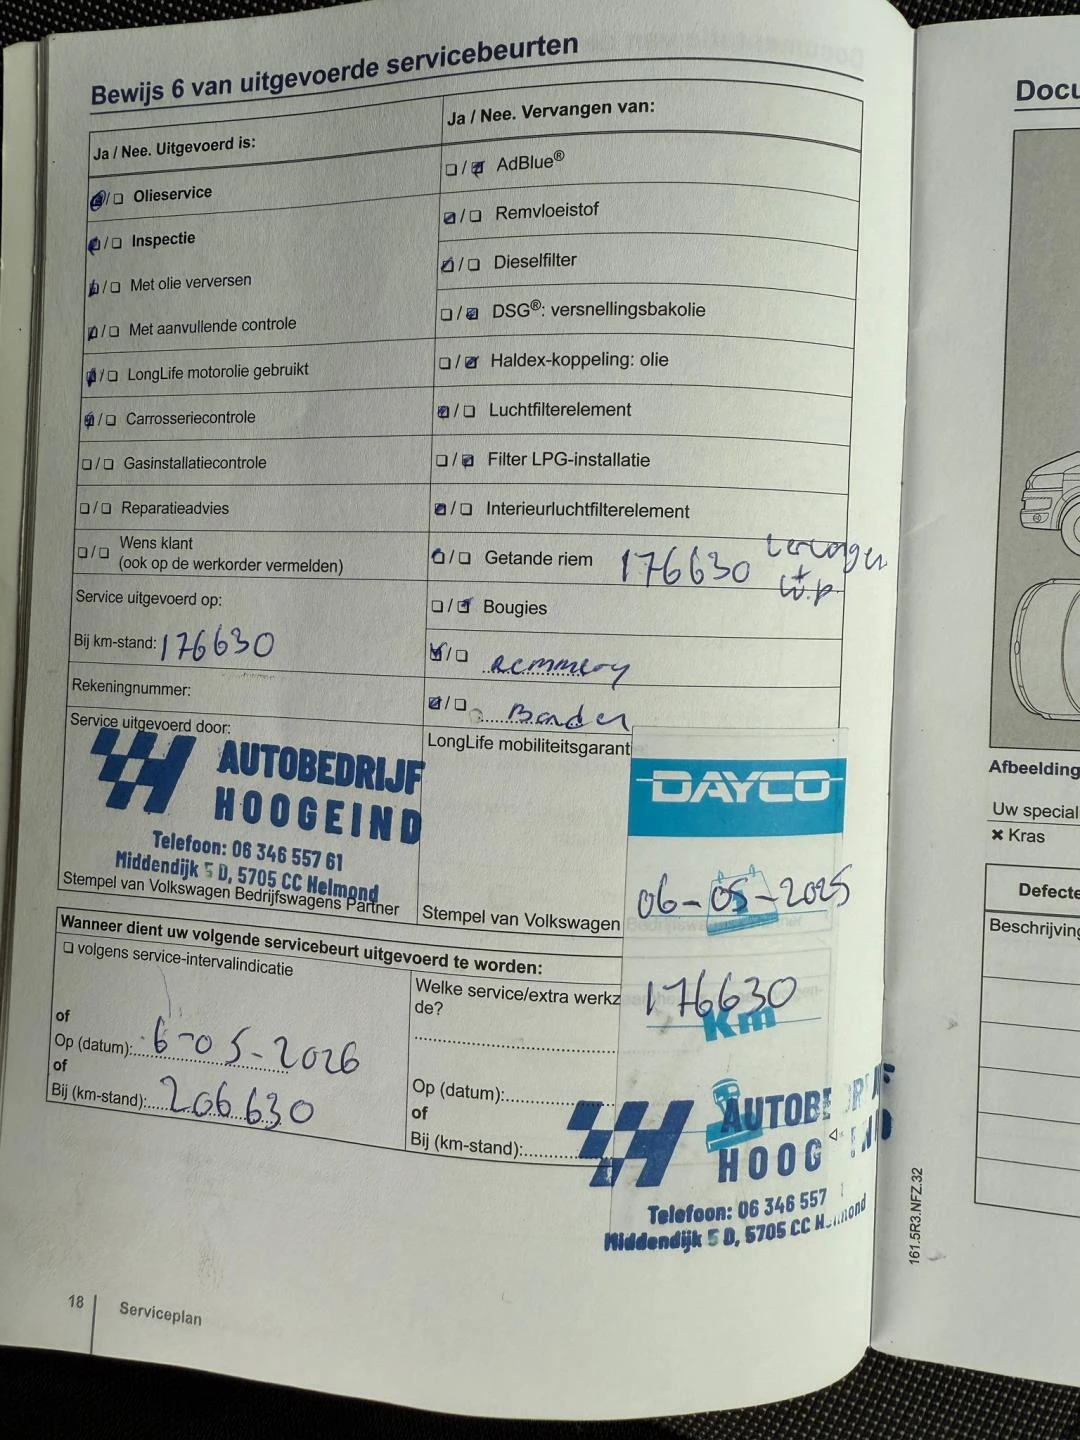 Bewijs 6 van uitgevoerde servicebeurten
Ja / Nee. Uitgevoerd is:
Olieservice
Inspectie
Met olie verversen
Met aanvullende controle
LongLife motorolie gebruikt
Carrosseriecontrole
Gasinstallatiecontrole
Reparatieadvies
Wens klant
(ook op de werkorder vermelden)
Service uitgevoerd op:
Bij km-stand: 176630
Rekeningnummer:
Service uitgevoerd door:
AUTOBEDRIJF
HOOGEIND
Telefoon: 06 346 557 61
Middendijk 5 D, 5705 CC Helmond
Stempel van Volkswagen Bedrijfswagens Partner
Ja / Nee. Vervangen van:
AdBlue®
Remvloeistof
Dieselfilter
DSG®: versnellingsbakolie
Haldex-koppeling: olie
Luchtfilterelement
Filter LPG-installatie
Interieurluchtfilterelement
Getande riem 176630
+
w.p.
Bougies
Remmen
Banden
LongLife mobiliteitsgarant
DAYCO
06-05-2025
Stempel van Volkswagen
176630
Km
Wanneer dient uw volgende servicebeurt uitgevoerd te worden:
volgens service-intervalindicatie
of
Op (datum): 6-05-2026
of
Bij (km-stand): 206630
Welke service/extra werkz
de?
Op (datum):
of
Bij (km-stand):
AUTOBEDRIJF
HOOGEIND
Telefoon: 06 346 557
Middendijk 5 D, 5705 CC Helmond
18
Serviceplan
161.5R3.NFZ.32
Docu
Afbeelding
Uw special
× Kras
Defecte
Beschrijving